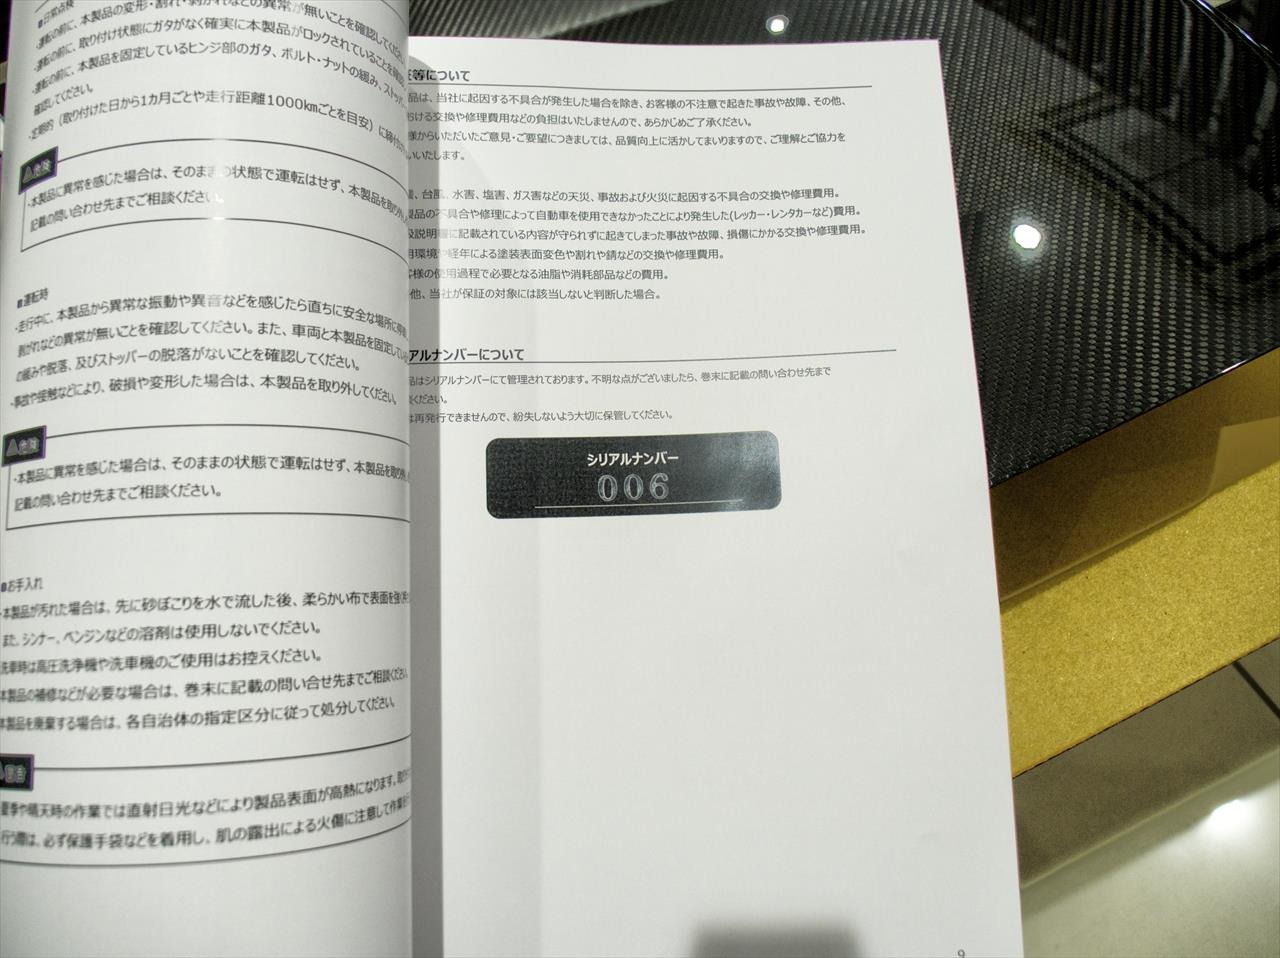 ■日常点検
・運転の前に、本製品の変形・割れ・剥がれなどの異常が無いことを確認してください。
・運転の前に、取り付け状態にガタがなく確実に本製品がロックされていることを確認
・運転の前に、本製品を固定しているヒンジ部のガタ、ボルト・ナットの緩み、ストッパー
確認してください。
・定期的(取り付けた日から1カ月ごとや走行距離1000kmごとを目安)に締付け
危険
・本製品に異常を感じた場合は、そのままの状態で運転はせず、本製品を取り外し
記載の問い合わせ先までご相談ください。
■運転時
・走行中に、本製品から異常な振動や異音などを感じたら直ちに安全な場所に停車
剥がれなどの異常が無いことを確認してください。また、車両と本製品を固定している
の緩みや脱落、及びストッパーの脱落がないことを確認してください。
・事故や接触などにより、破損や変形した場合は、本製品を取り外してください。
危険
・本製品に異常を感じた場合は、そのままの状態で運転はせず、本製品を取り外し
記載の問い合わせ先までご相談ください。
■お手入れ
・本製品が汚れた場合は、先に砂ぼこりを水で流した後、柔らかい布で表面を強く
また、シンナー、ベンジンなどの溶剤は使用しないでください。
洗車時は高圧洗浄機や洗車機のご使用はお控えください。
本製品の補修などが必要な場合は、巻末に記載の問い合せ先までご相談ください。
本製品を廃棄する場合は、各自治体の指定区分に従って処分してください。
夏季や晴天時の作業では直射日光などにより製品表面が高熱になります。
行う際は、必ず保護手袋などを着用し、肌の露出による火傷に注意して作業
等について
品は、当社に起因する不具合が発生した場合を除き、お客様の不注意で起きた事故や故障、その他、
おける交換や修理費用などの負担はいたしませんので、あらかじめご了承ください。
様からいただいたご意見・ご要望につきましては、品質向上に活かしてまいりますので、ご理解とご協力を
いいたします。
、台風、水害、塩害、ガス害などの天災、事故および火災に起因する不具合の交換や修理費用。
製品の不具合や修理によって自動車を使用できなかったことにより発生した(レッカー・レンタカーなど)費用。
扱説明書に記載されている内容が守られずに起きてしまった事故や故障、損傷にかかる交換や修理費用。
用環境や経年による塗装表面変色や割れや錆などの交換や修理費用。
客様の使用過程で必要となる油脂や消耗部品などの費用。
他、当社が保証の対象には該当しないと判断した場合。
アルナンバーについて
品はシリアルナンバーにて管理されております。不明な点がございましたら、巻末に記載の問い合わせ先まで
談ください。
は再発行できませんので、紛失しないよう大切に保管してください。
シリアルナンバー
006
9